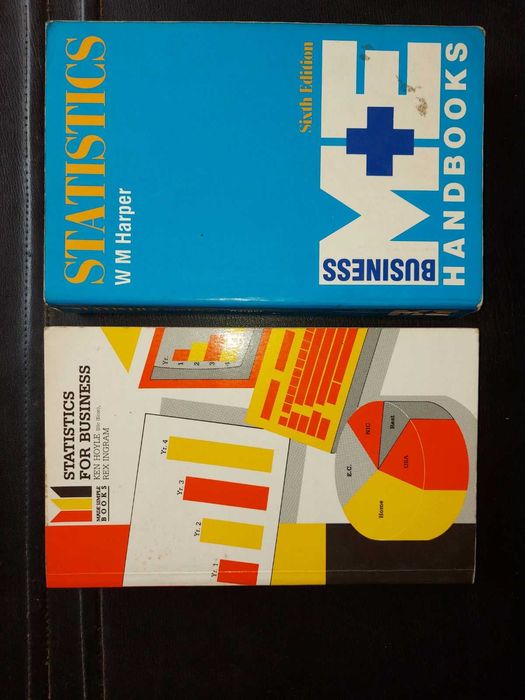 STATISTICS
W M Harper
Sixth Edition
M+E
BUSINESS
HANDBOOKS
Harper
M+E
MADE SIMPLE
BOOKS
STATISTICS
FOR BUSINESS
KEN HOYLE
REX INGRAM
Yr.
1
2
3
4
Yr. 1
Yr. 2
Yr. 3
Yr. 4
E.C.
NIC
Rest
USA
Home